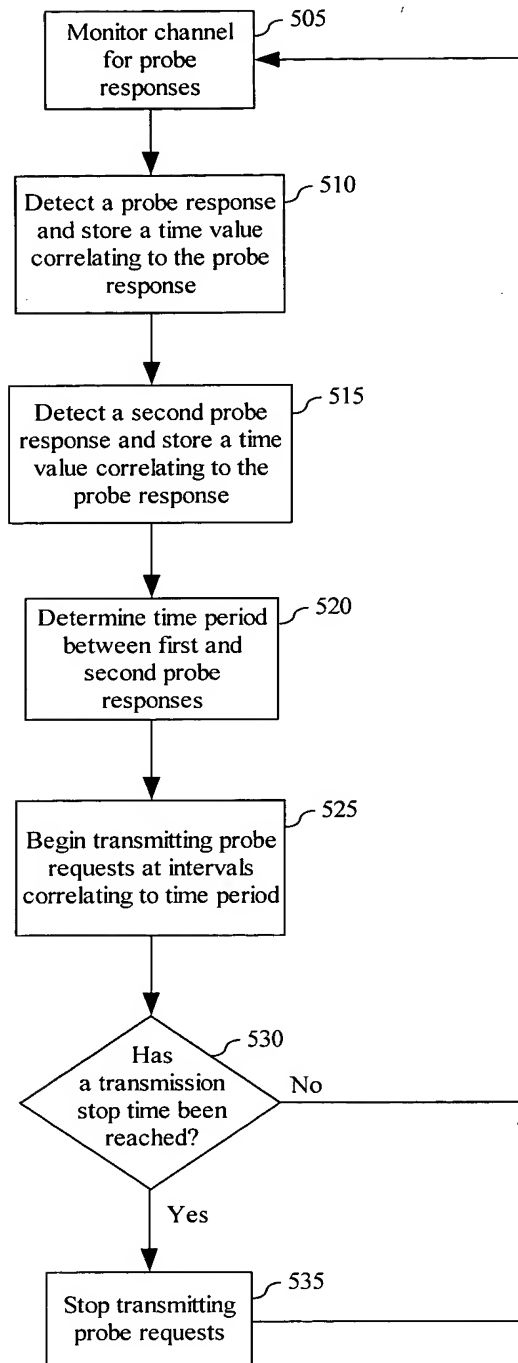 Monitor channel
for probe
responses
505
510
Detect a probe response
and store a time value
correlating to the probe
response
515
Detect a second probe
response and store a time
value correlating to the
probe response
520
Determine time period
between first and
second probe
responses
525
Begin transmitting probe
requests at intervals
correlating to time period
530
Has
a transmission
stop time been
reached?
No
Yes
535
Stop transmitting
probe requests